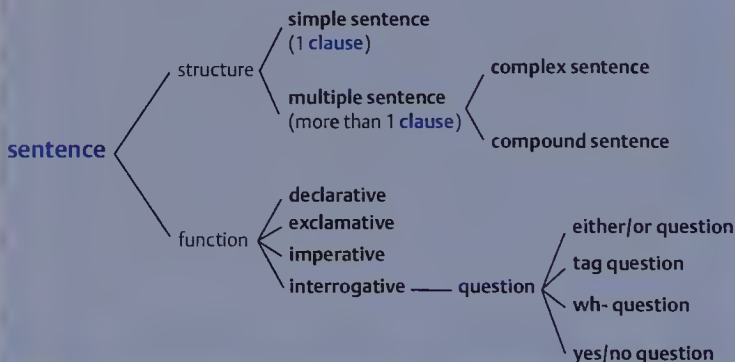 simple sentence
(1 clause)
structure
multiple sentence
(more than 1 clause)
complex sentence
compound sentence
sentence
function
declarative
exclamative
imperative
interrogative
question
either/or question
tag question
wh- question
yes/no question